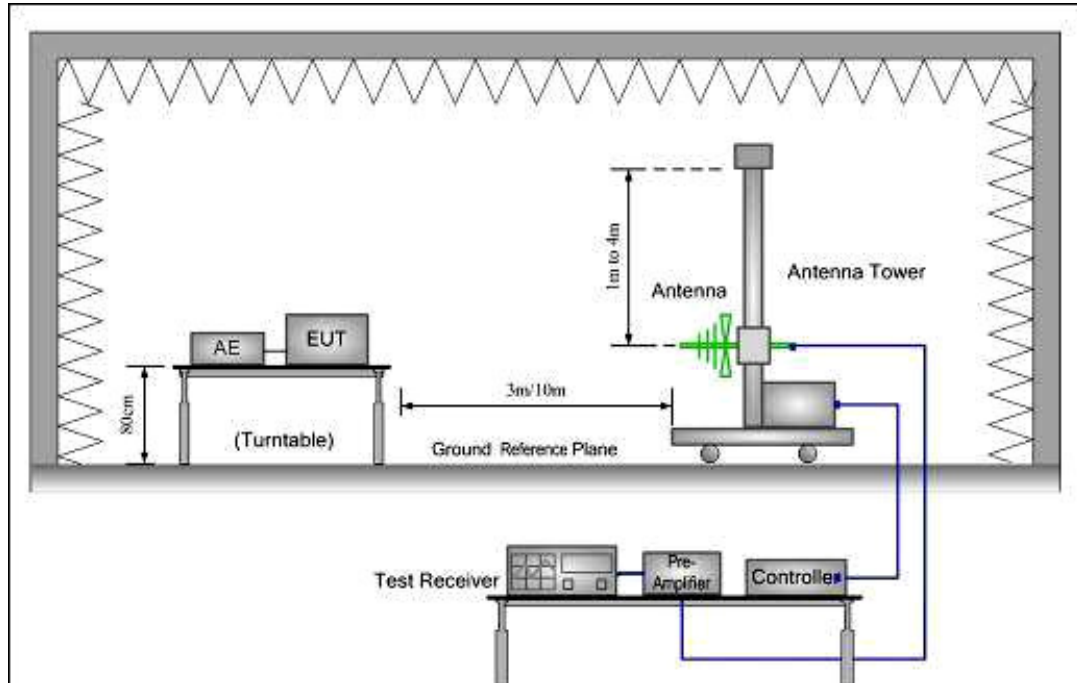 1m to 4m
Antenna Tower
Antenna
AE
EUT
3m/10m
80cm
(Turntable)
Ground Reference Plane
Test Receiver
Pre-
Amplifier
Controller